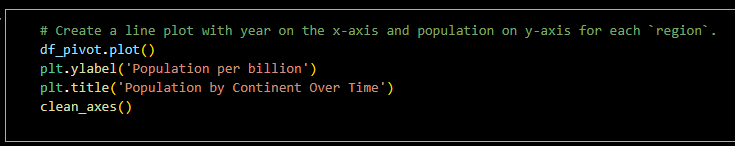 # Create a line plot with year on the x-axis and population on y-axis for each `region`.
df_pivot.plot()
plt.ylabel('Population per billion')
plt.title('Population by Continent Over Time')
clean_axes()